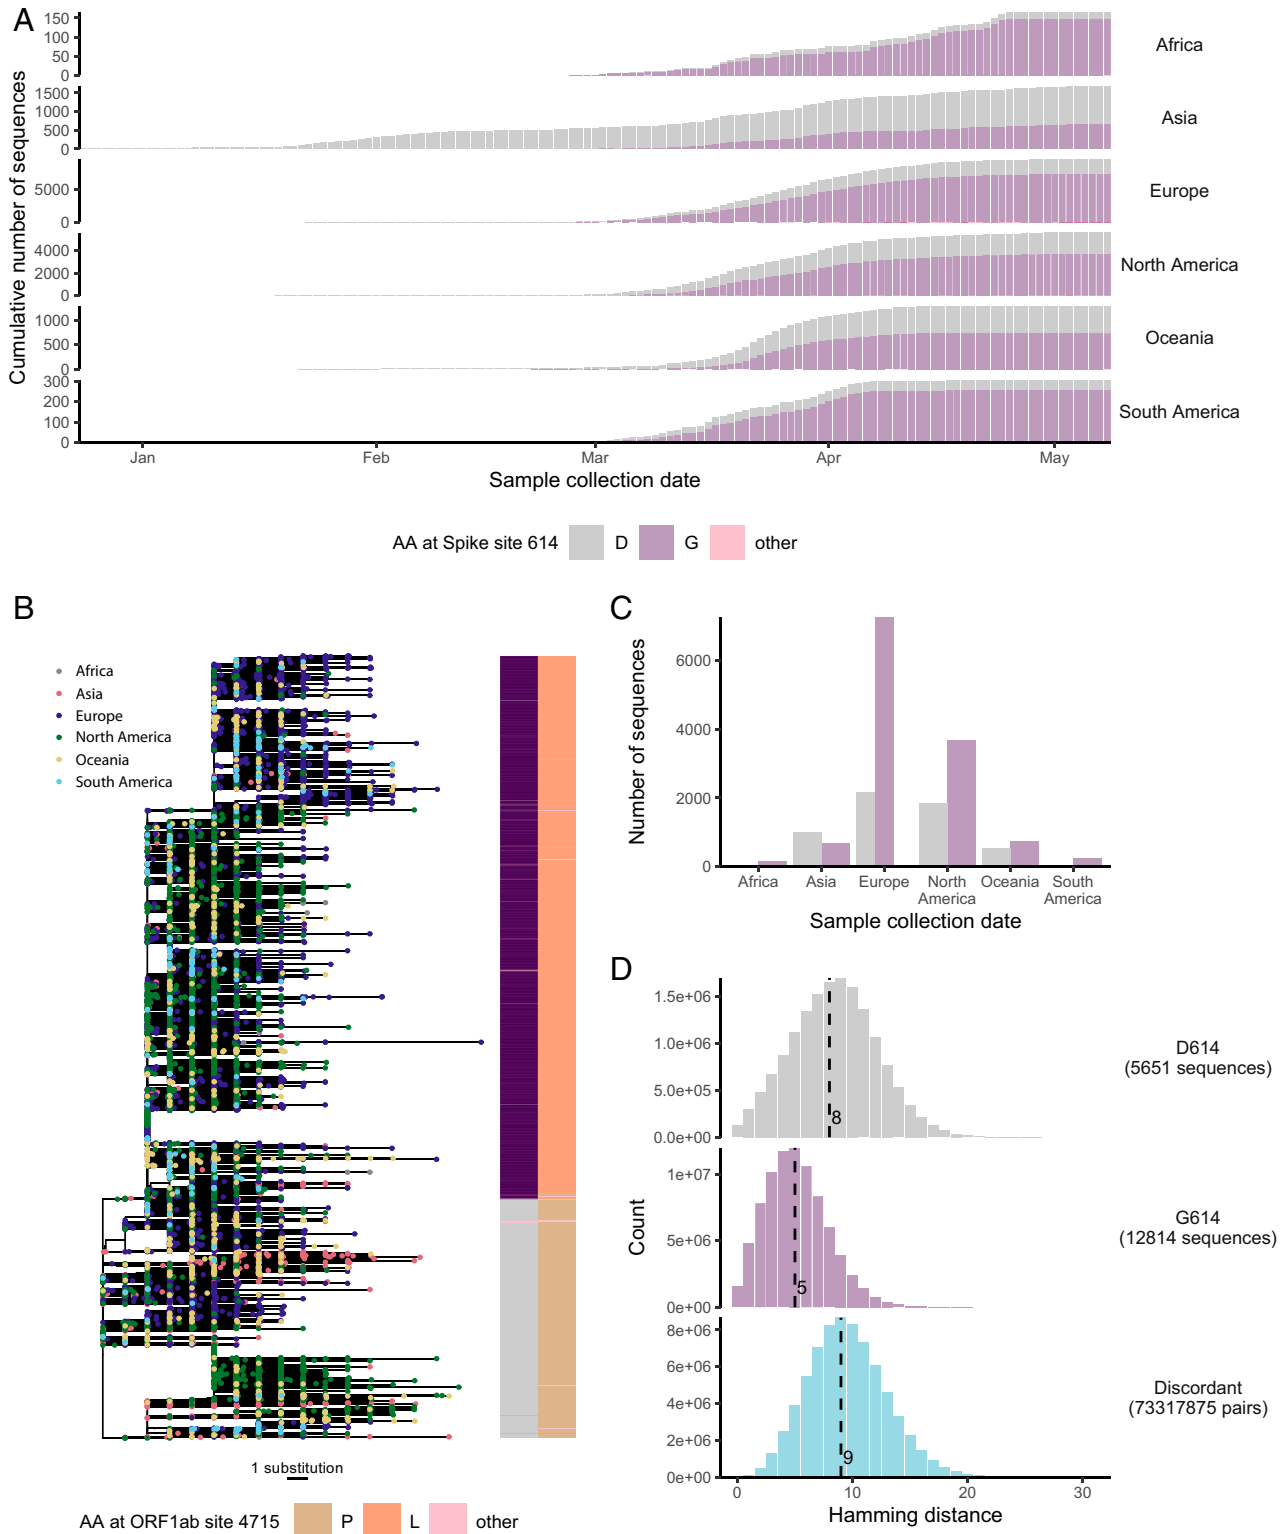 A
Cumulative number of sequences
150
100
50
0
Africa
1500
1000
500
0
Asia
5000
0
Europe
4000
2000
0
North America
1000
500
0
Oceania
300
200
100
0
South America
Jan Feb Mar Apr May
Sample collection date
AA at Spike site 614 D G other
B
Africa
Asia
Europe
North America
Oceania
South America
1 substitution
AA at ORF1ab site 4715 P L other
C
Number of sequences
6000
4000
2000
0
Africa Asia Europe North America Oceania South America
Sample collection date
D
Count
1.5e+06
1.0e+06
5.0e+05
0.0e+00
8
D614
(5651 sequences)
1e+07
5e+06
0e+00
5
G614
(12814 sequences)
8e+06
6e+06
4e+06
2e+06
0e+00
9
Discordant
(73317875 pairs)
0 10 20 30
Hamming distance